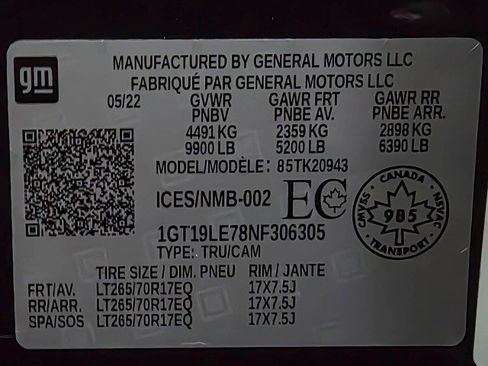 gm
MANUFACTURED BY GENERAL MOTORS LLC
FABRIQUÉ PAR GENERAL MOTORS LLC
05/22 GVWR GAWR FRT GAWR RR
PNBV PNBE AV. PNBE ARR.
4491 KG 2359 KG 2898 KG
9900 LB 5200 LB 6390 LB
MODEL/MODÈLE: 85TK20943
ICES/NMB-002 EC
CANADA
CMVSS 985 NSVAC
TRANSPORT
1GT19LE78NF306305
TYPE: TRU/CAM
TIRE SIZE / DIM. PNEU RIM / JANTE
FRT/AV. LT265/70R17EQ 17X7.5J
RR/ARR. LT265/70R17EQ 17X7.5J
SPA/SOS LT265/70R17EQ 17X7.5J